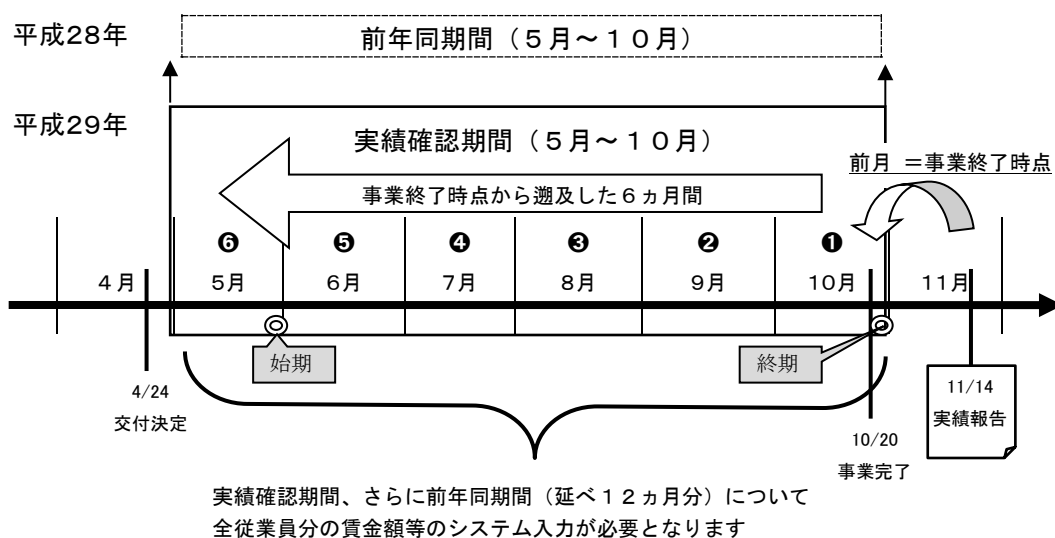 平成28年
前年同期間（５月～１０月）
平成29年
実績確認期間（５月～１０月）
前月 ＝事業終了時点
事業終了時点から遡及した６ヵ月間
❻ ❺ ❹ ❸ ❷ ❶
４月 5月 6月 7月 8月 9月 10月 11月
始期
終期
4/24
交付決定
10/20
事業完了
11/14
実績報告
実績確認期間、さらに前年同期間（延べ１２ヵ月分）について
全従業員分の賃金額等のシステム入力が必要となります